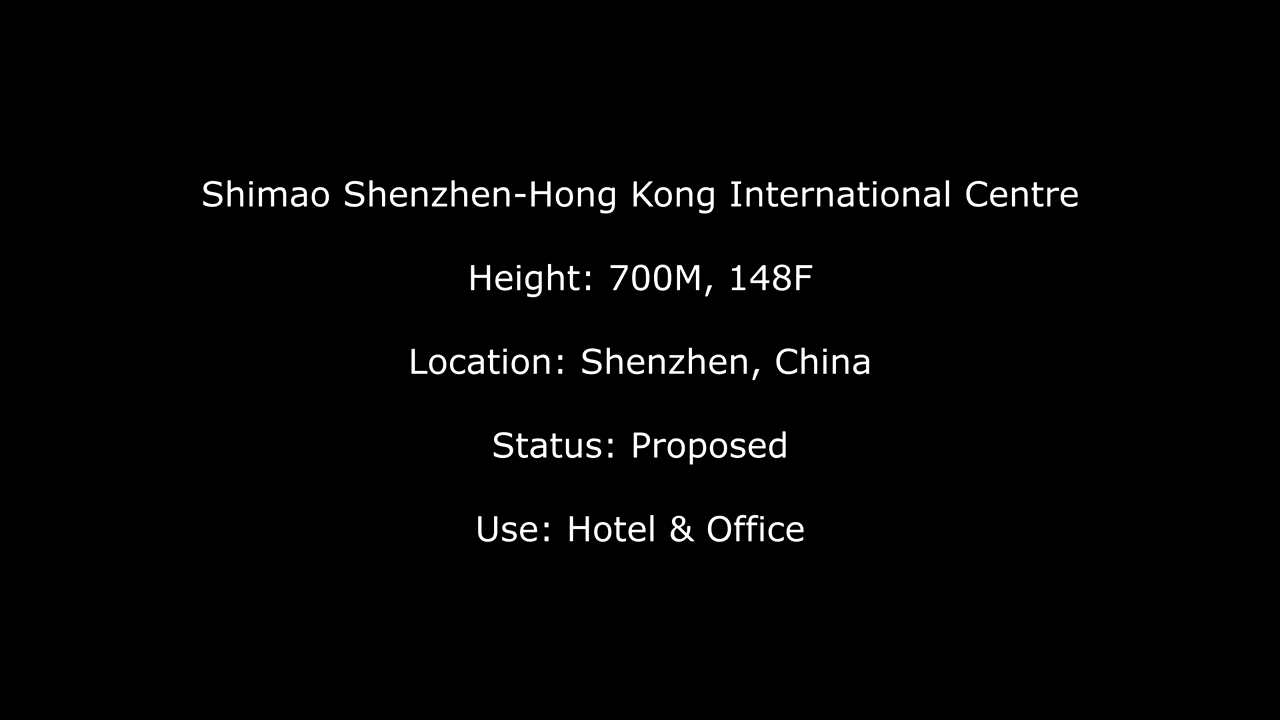 Shimao Shenzhen-Hong Kong International Centre
Height: 700M, 148F
Location: Shenzhen, China
Status: Proposed
Use: Hotel & Office